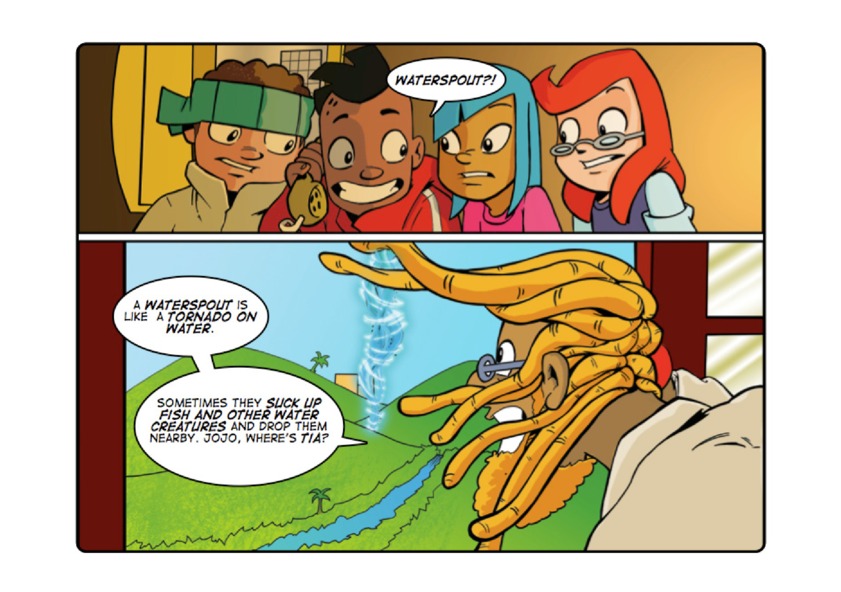 WATERSPOUT?!
A WATERSPOUT IS
LIKE A TORNADO ON
WATER.
SOMETIMES THEY SUCK UP
FISH AND OTHER WATER
CREATURES AND DROP THEM
NEARBY. JOJO, WHERE'S TIA?